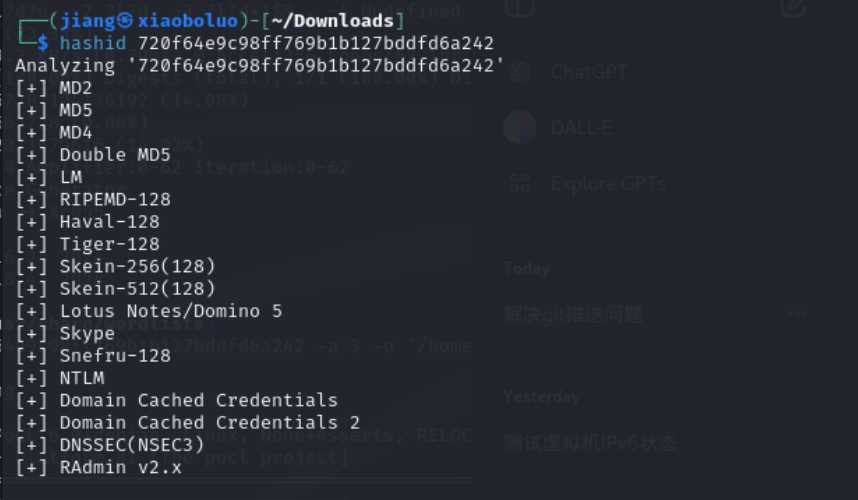 (jiang㉿xiaoboluo)-[~/Downloads]
$ hashid 720f64e9c98ff769b1b127bddfd6a242
Analyzing '720f64e9c98ff769b1b127bddfd6a242'
[+] MD2
[+] MD5
[+] MD4
[+] Double MD5
[+] LM
[+] RIPEMD-128
[+] Haval-128
[+] Tiger-128
[+] Skein-256(128)
[+] Skein-512(128)
[+] Lotus Notes/Domino 5
[+] Skype
[+] Snefru-128
[+] NTLM
[+] Domain Cached Credentials
[+] Domain Cached Credentials 2
[+] DNSSEC(NSEC3)
[+] RAdmin v2.x
ChatGPT
DALL·E
Explore GPTs
Today
解决git推送问题
Yesterday
测试虚拟机IPv6状态